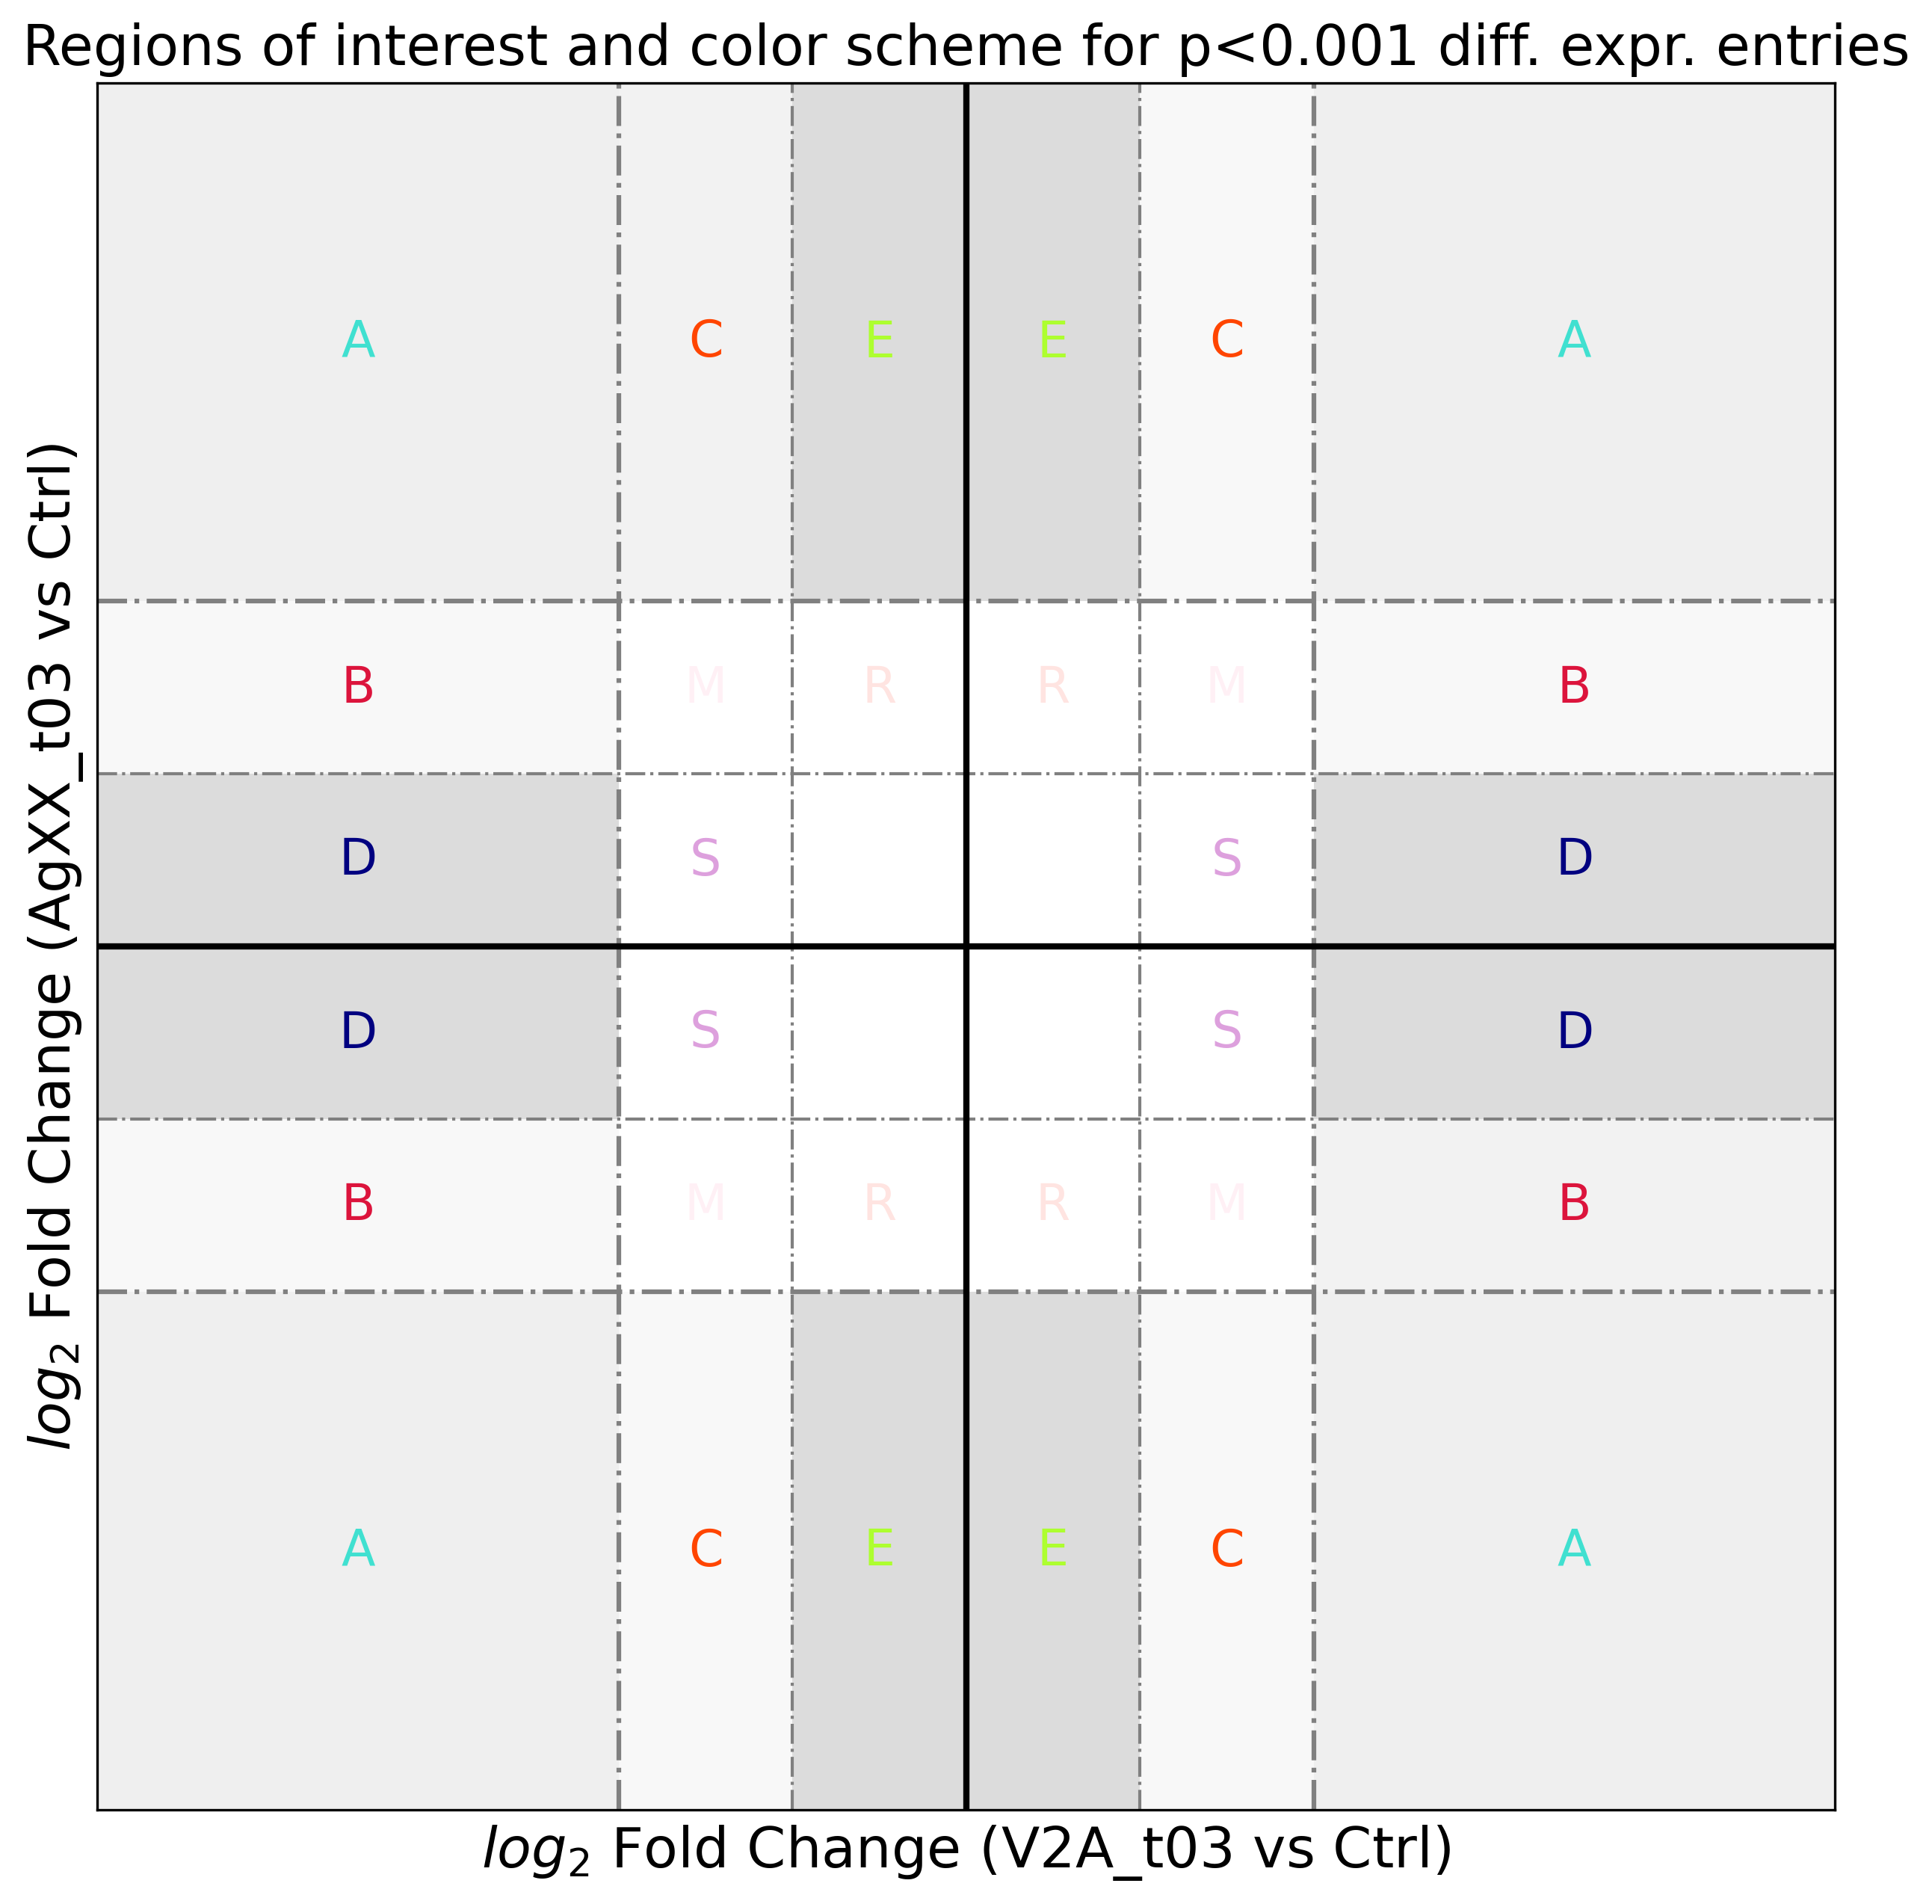 Regions of interest and color scheme for p<0.001 diff. expr. entries
log₂ Fold Change (AgXX_t03 vs Ctrl)
A C E E C A
B M R R M B
D S S D
D S S D
B M R R M B
A C E E C A
log₂ Fold Change (V2A_t03 vs Ctrl)